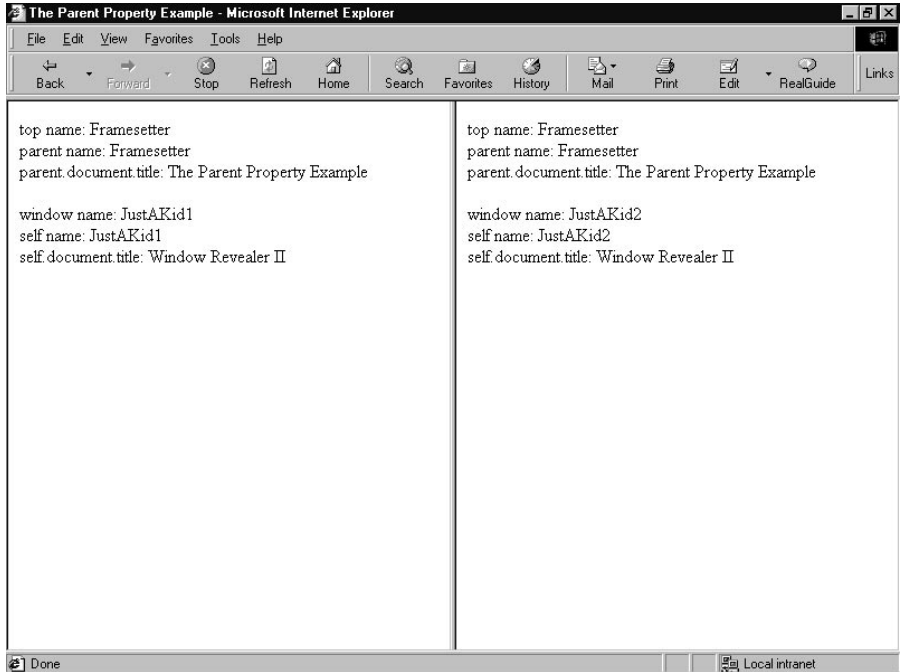 The Parent Property Example - Microsoft Internet Explorer
File Edit View Favorites Tools Help
Back Forward Stop Refresh Home Search Favorites History Mail Print Edit RealGuide Links
top name: Framesetter
parent name: Framesetter
parent.document.title: The Parent Property Example
window name: JustAKid1
self name: JustAKid1
self.document.title: Window Revealer II
top name: Framesetter
parent name: Framesetter
parent.document.title: The Parent Property Example
window name: JustAKid2
self name: JustAKid2
self.document.title: Window Revealer II
Done Local intranet